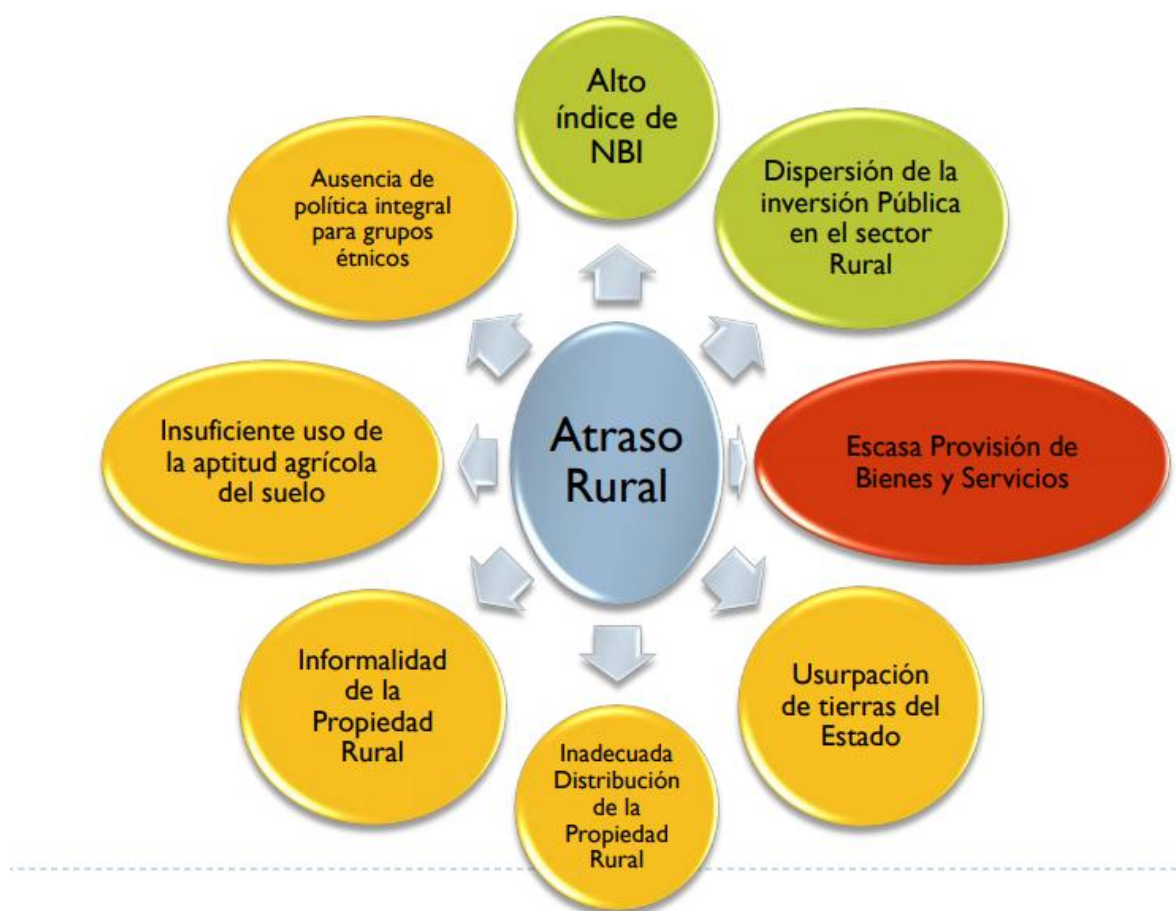 Alto
índice de
NBI
Dispersión de la
inversión Pública
en el sector
Rural
Escasa Provisión de
Bienes y Servicios
Usurpación
de tierras del
Estado
Inadecuada
Distribución
de la
Propiedad
Rural
Informalidad
de la
Propiedad
Rural
Insuficiente uso de
la aptitud agrícola
del suelo
Ausencia de
política integral
para grupos
étnicos
Atraso
Rural